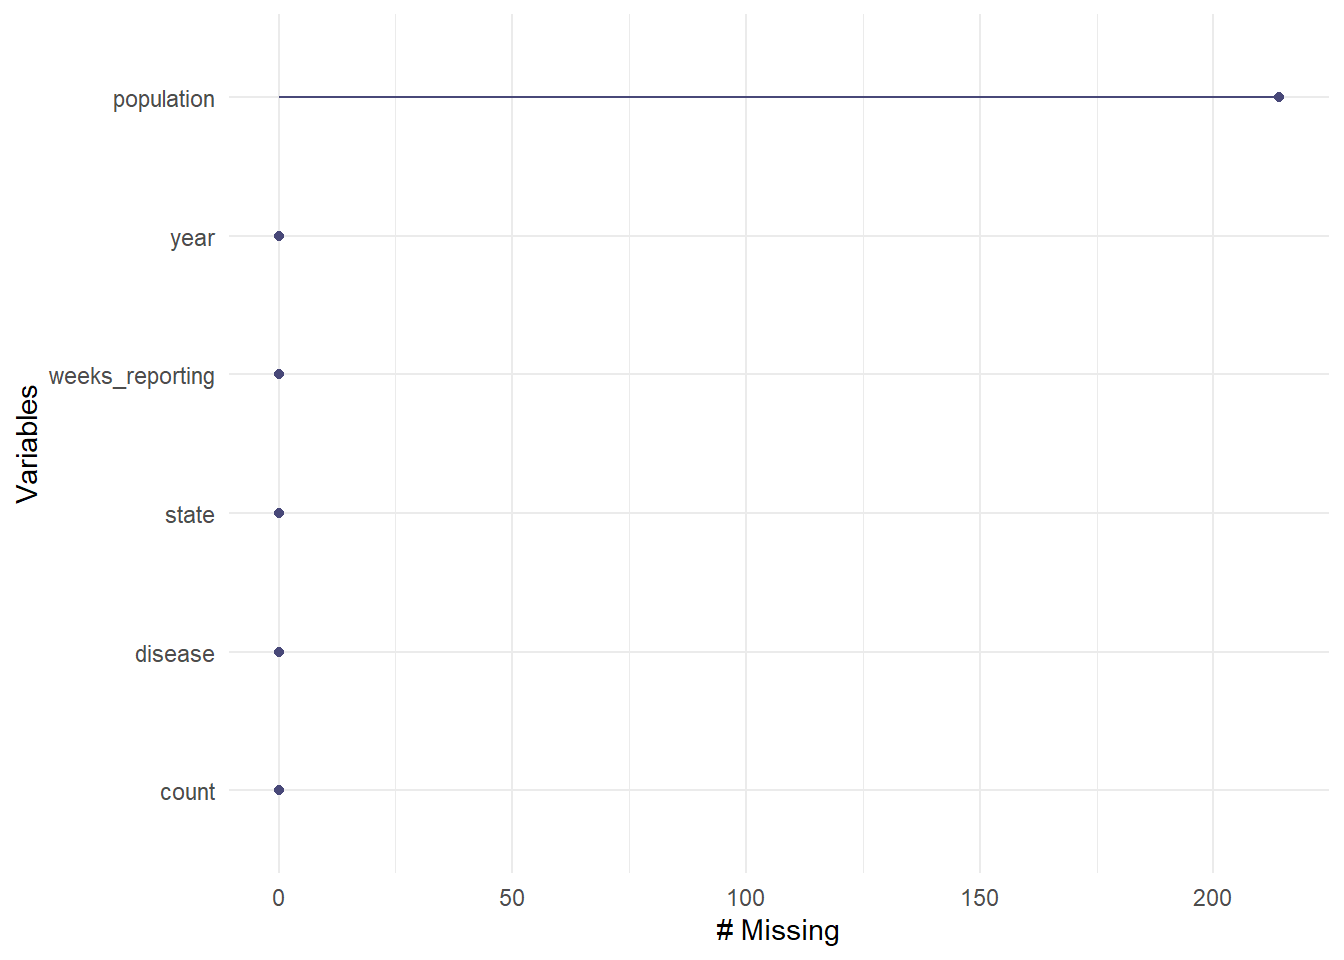 population
year
weeks_reporting
state
disease
count
Variables
0 50 100 150 200
# Missing